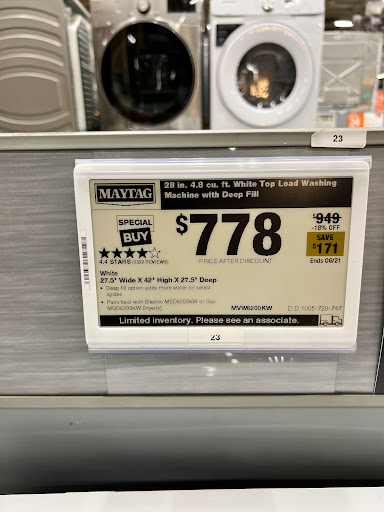 23
MAYTAG
28 in. 4.8 cu. ft. White Top Load Washing
Machine with Deep Fill
SPECIAL
BUY
4.4 STARS
REVIEWS)
$778
PRICE AFTER DISCOUNT
949
-18% OFF
SAVE
$171
Ends 06/21
White
27.5" Wide X 42" High X 27.5" Deep
• Deep fill option adds more water on select
cycles
• Pairs best with Electric MED6200KW or Gas
MGD6200KW Dryer(s)
MVW6200KW
Limited inventory. Please see an associate.
23